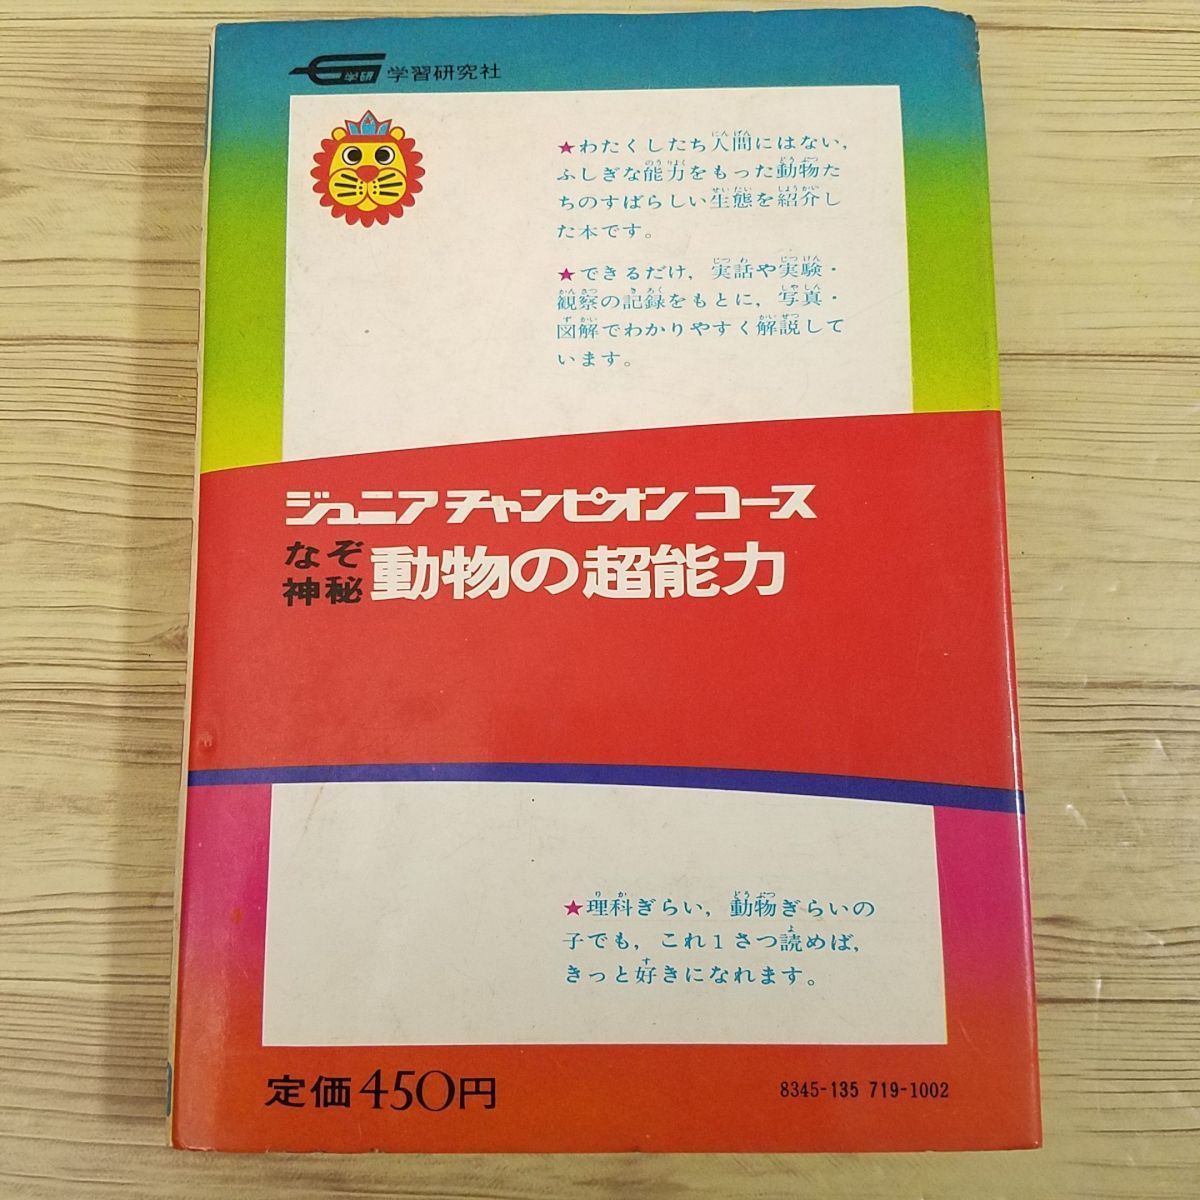 学研 学習研究社
★わたくしたち人間にはない,
ふしぎな能力をもった動物た
ちのすばらしい生態を紹介し
た本です。
★できるだけ, 実話や実験・
観察の記録をもとに, 写真・
図解でわかりやすく解説して
います。
ジュニアチャンピオンコース
なぞ
神秘
動物の超能力
★理科ぎらい, 動物ぎらいの
子でも, これ1さつ読めば,
きっと好きになれます。
定価450円
8345-135 719-1002